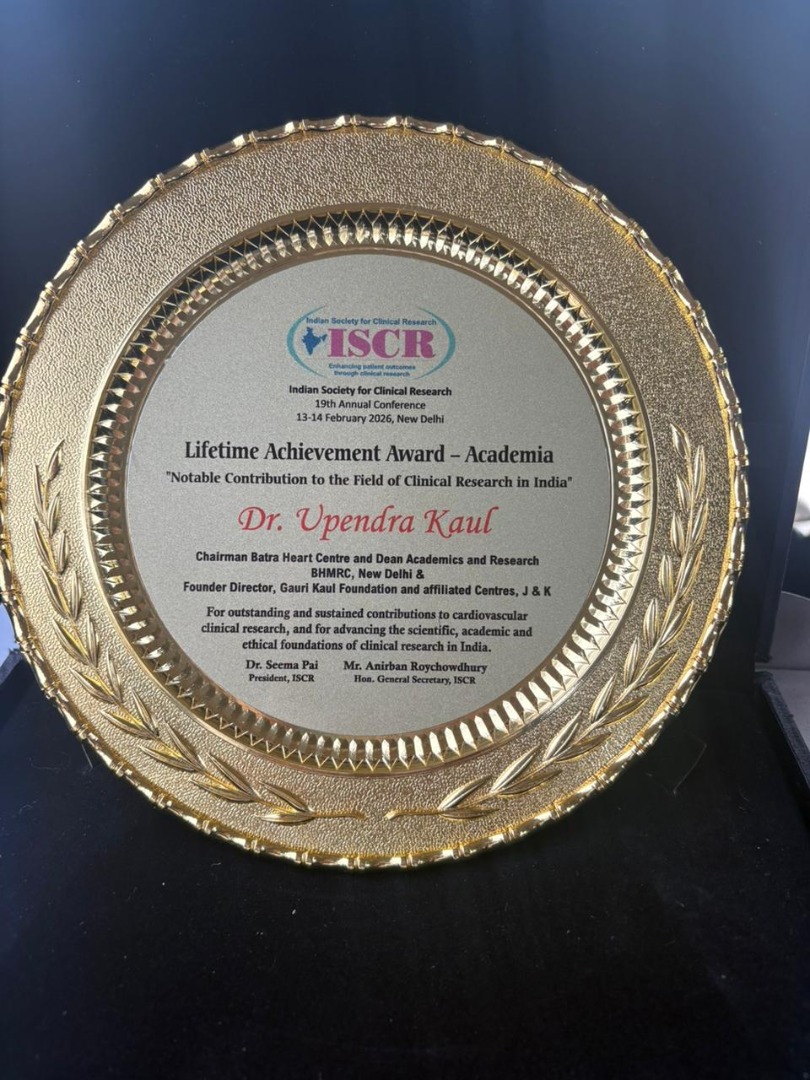 Indian Society for Clinical Research
ISCR
Enhancing patient outcomes
through clinical research
Indian Society for Clinical Research
19th Annual Conference
13-14 February 2026, New Delhi
Lifetime Achievement Award – Academia
"Notable Contribution to the Field of Clinical Research in India"
Dr. Upendra Kaul
Chairman Batra Heart Centre and Dean Academics and Research
BHMRC, New Delhi &
Founder Director, Gauri Kaul Foundation and affiliated Centres, J & K
For outstanding and sustained contributions to cardiovascular
clinical research, and for advancing the scientific, academic and
ethical foundations of clinical research in India.
Dr. Seema Pai Mr. Anirban Roychowdhury
President, ISCR Hon. General Secretary, ISCR